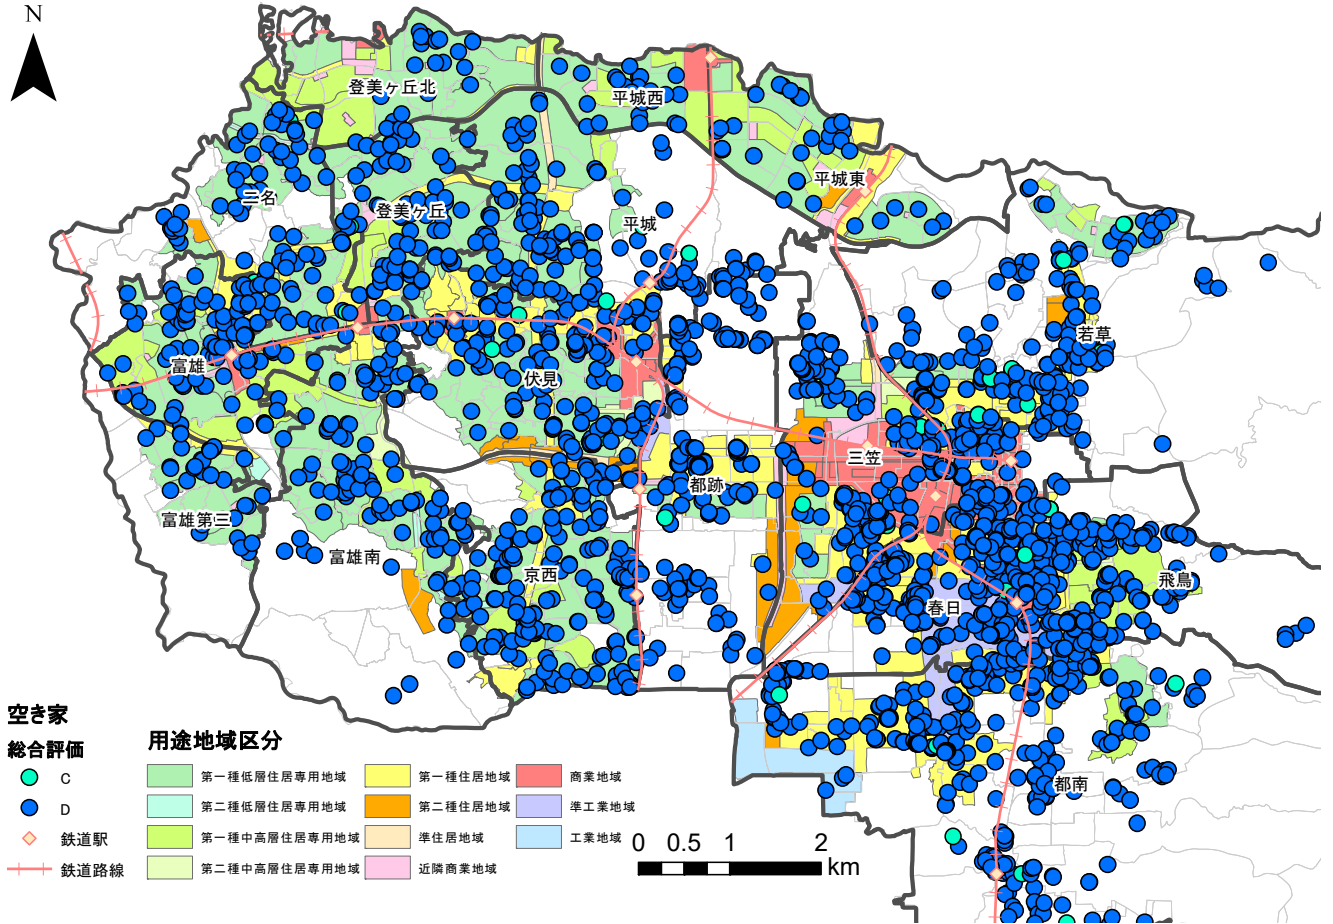 N
登美ヶ丘北
平城西
平城東
二名
登美ヶ丘
平城
若草
富雄
伏見
三笠
都跡
富雄第三
富雄南
京西
飛鳥
春日
都南
空き家
総合評価
C
D
鉄道駅
鉄道路線
用途地域区分
第一種低層住居専用地域
第二種低層住居専用地域
第一種中高層住居専用地域
第二種中高層住居専用地域
第一種住居地域
第二種住居地域
準住居地域
近隣商業地域
商業地域
準工業地域
工業地域
0 0.5 1 2
km